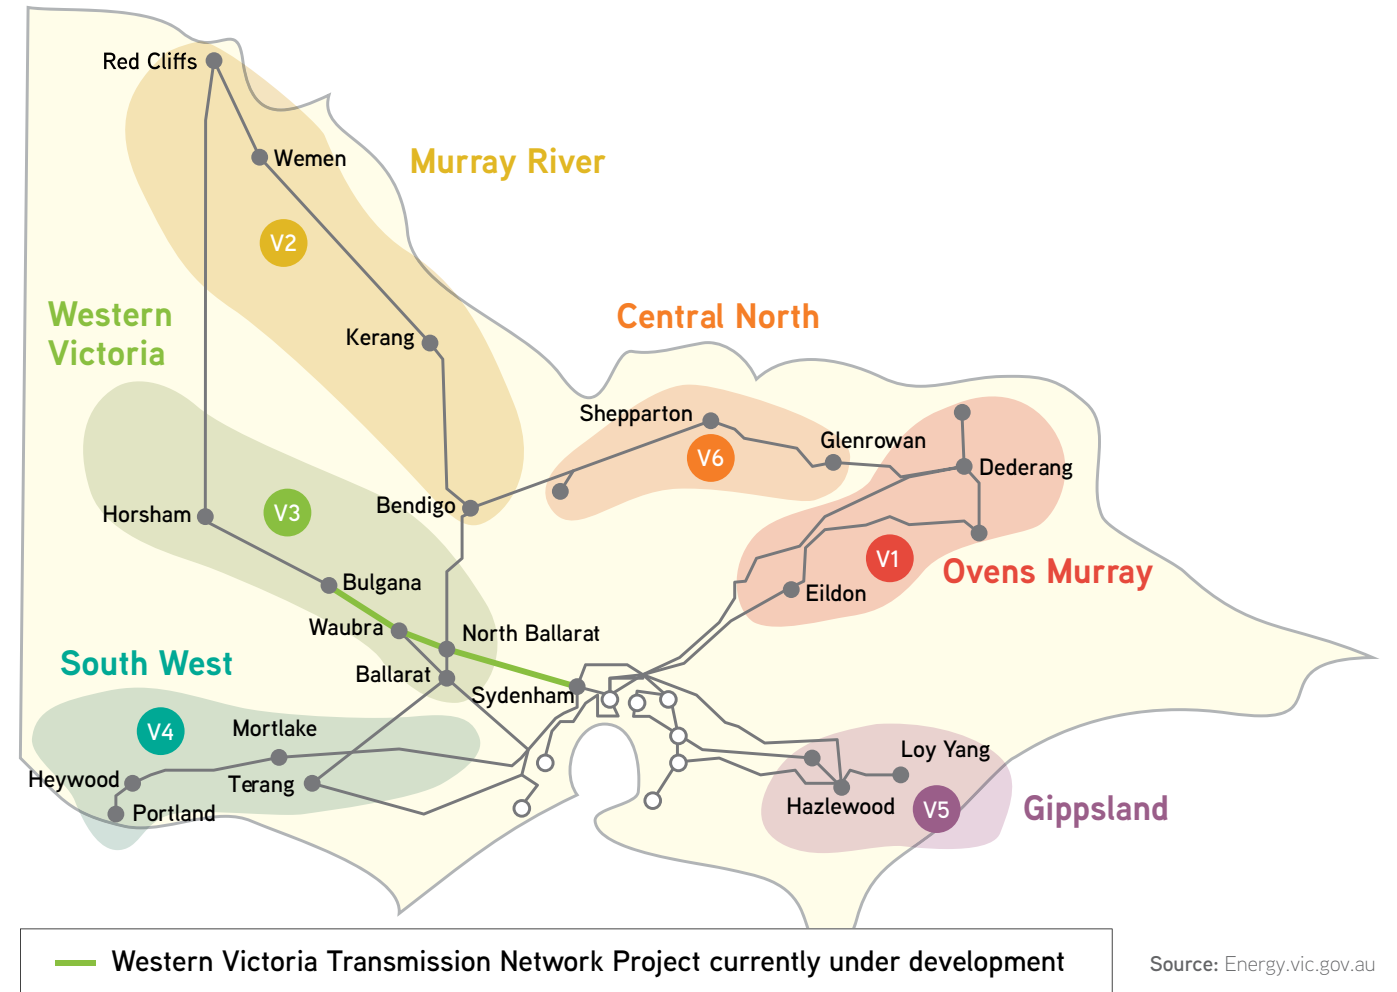 Red Cliffs
Wemen
Murray River
V2
Western
Victoria
Kerang
Central North
Shepparton
Glenrowan
V6
Dederang
Bendigo
Horsham
V3
V1
Ovens Murray
Bulgana
Eildon
Waubra
North Ballarat
South West
Ballarat
Sydenham
V4
Mortlake
Loy Yang
Heywood
Terang
Hazlewood
V5
Gippsland
Portland
Western Victoria Transmission Network Project currently under development
Source: Energy.vic.gov.au